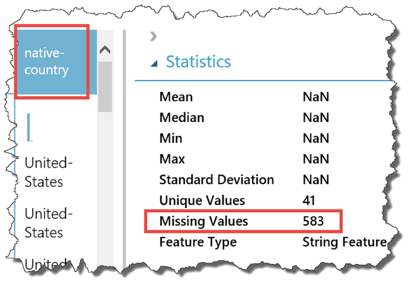 native-
country
Statistics
Mean NaN
Median NaN
Min NaN
Max NaN
Standard Deviation NaN
Unique Values 41
Missing Values 583
Feature Type String Feature
United-
States
United-
States
United-